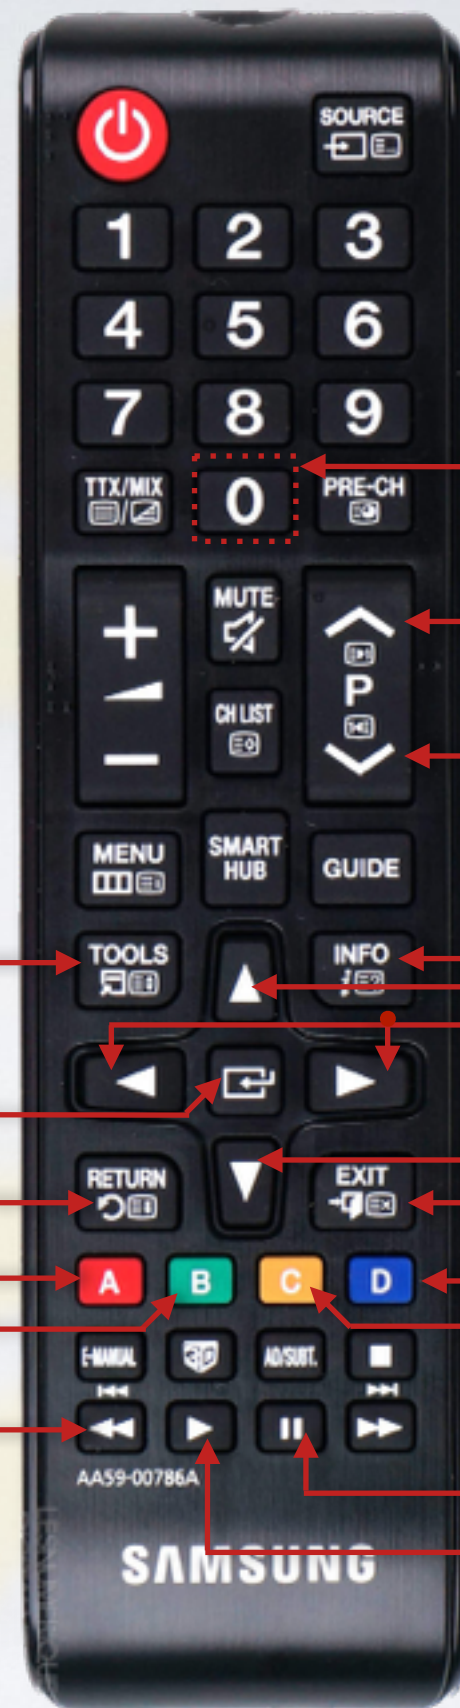 SOURCE
1 2 3
4 5 6
7 8 9
TTX/MIX 0 PRE-CH
MUTE
P
CH LIST
MENU SMART HUB GUIDE
TOOLS INFO
RETURN EXIT
A B C D
E-MANUAL 3D AD/SUBT.
AA59-00786A
SAMSUNG